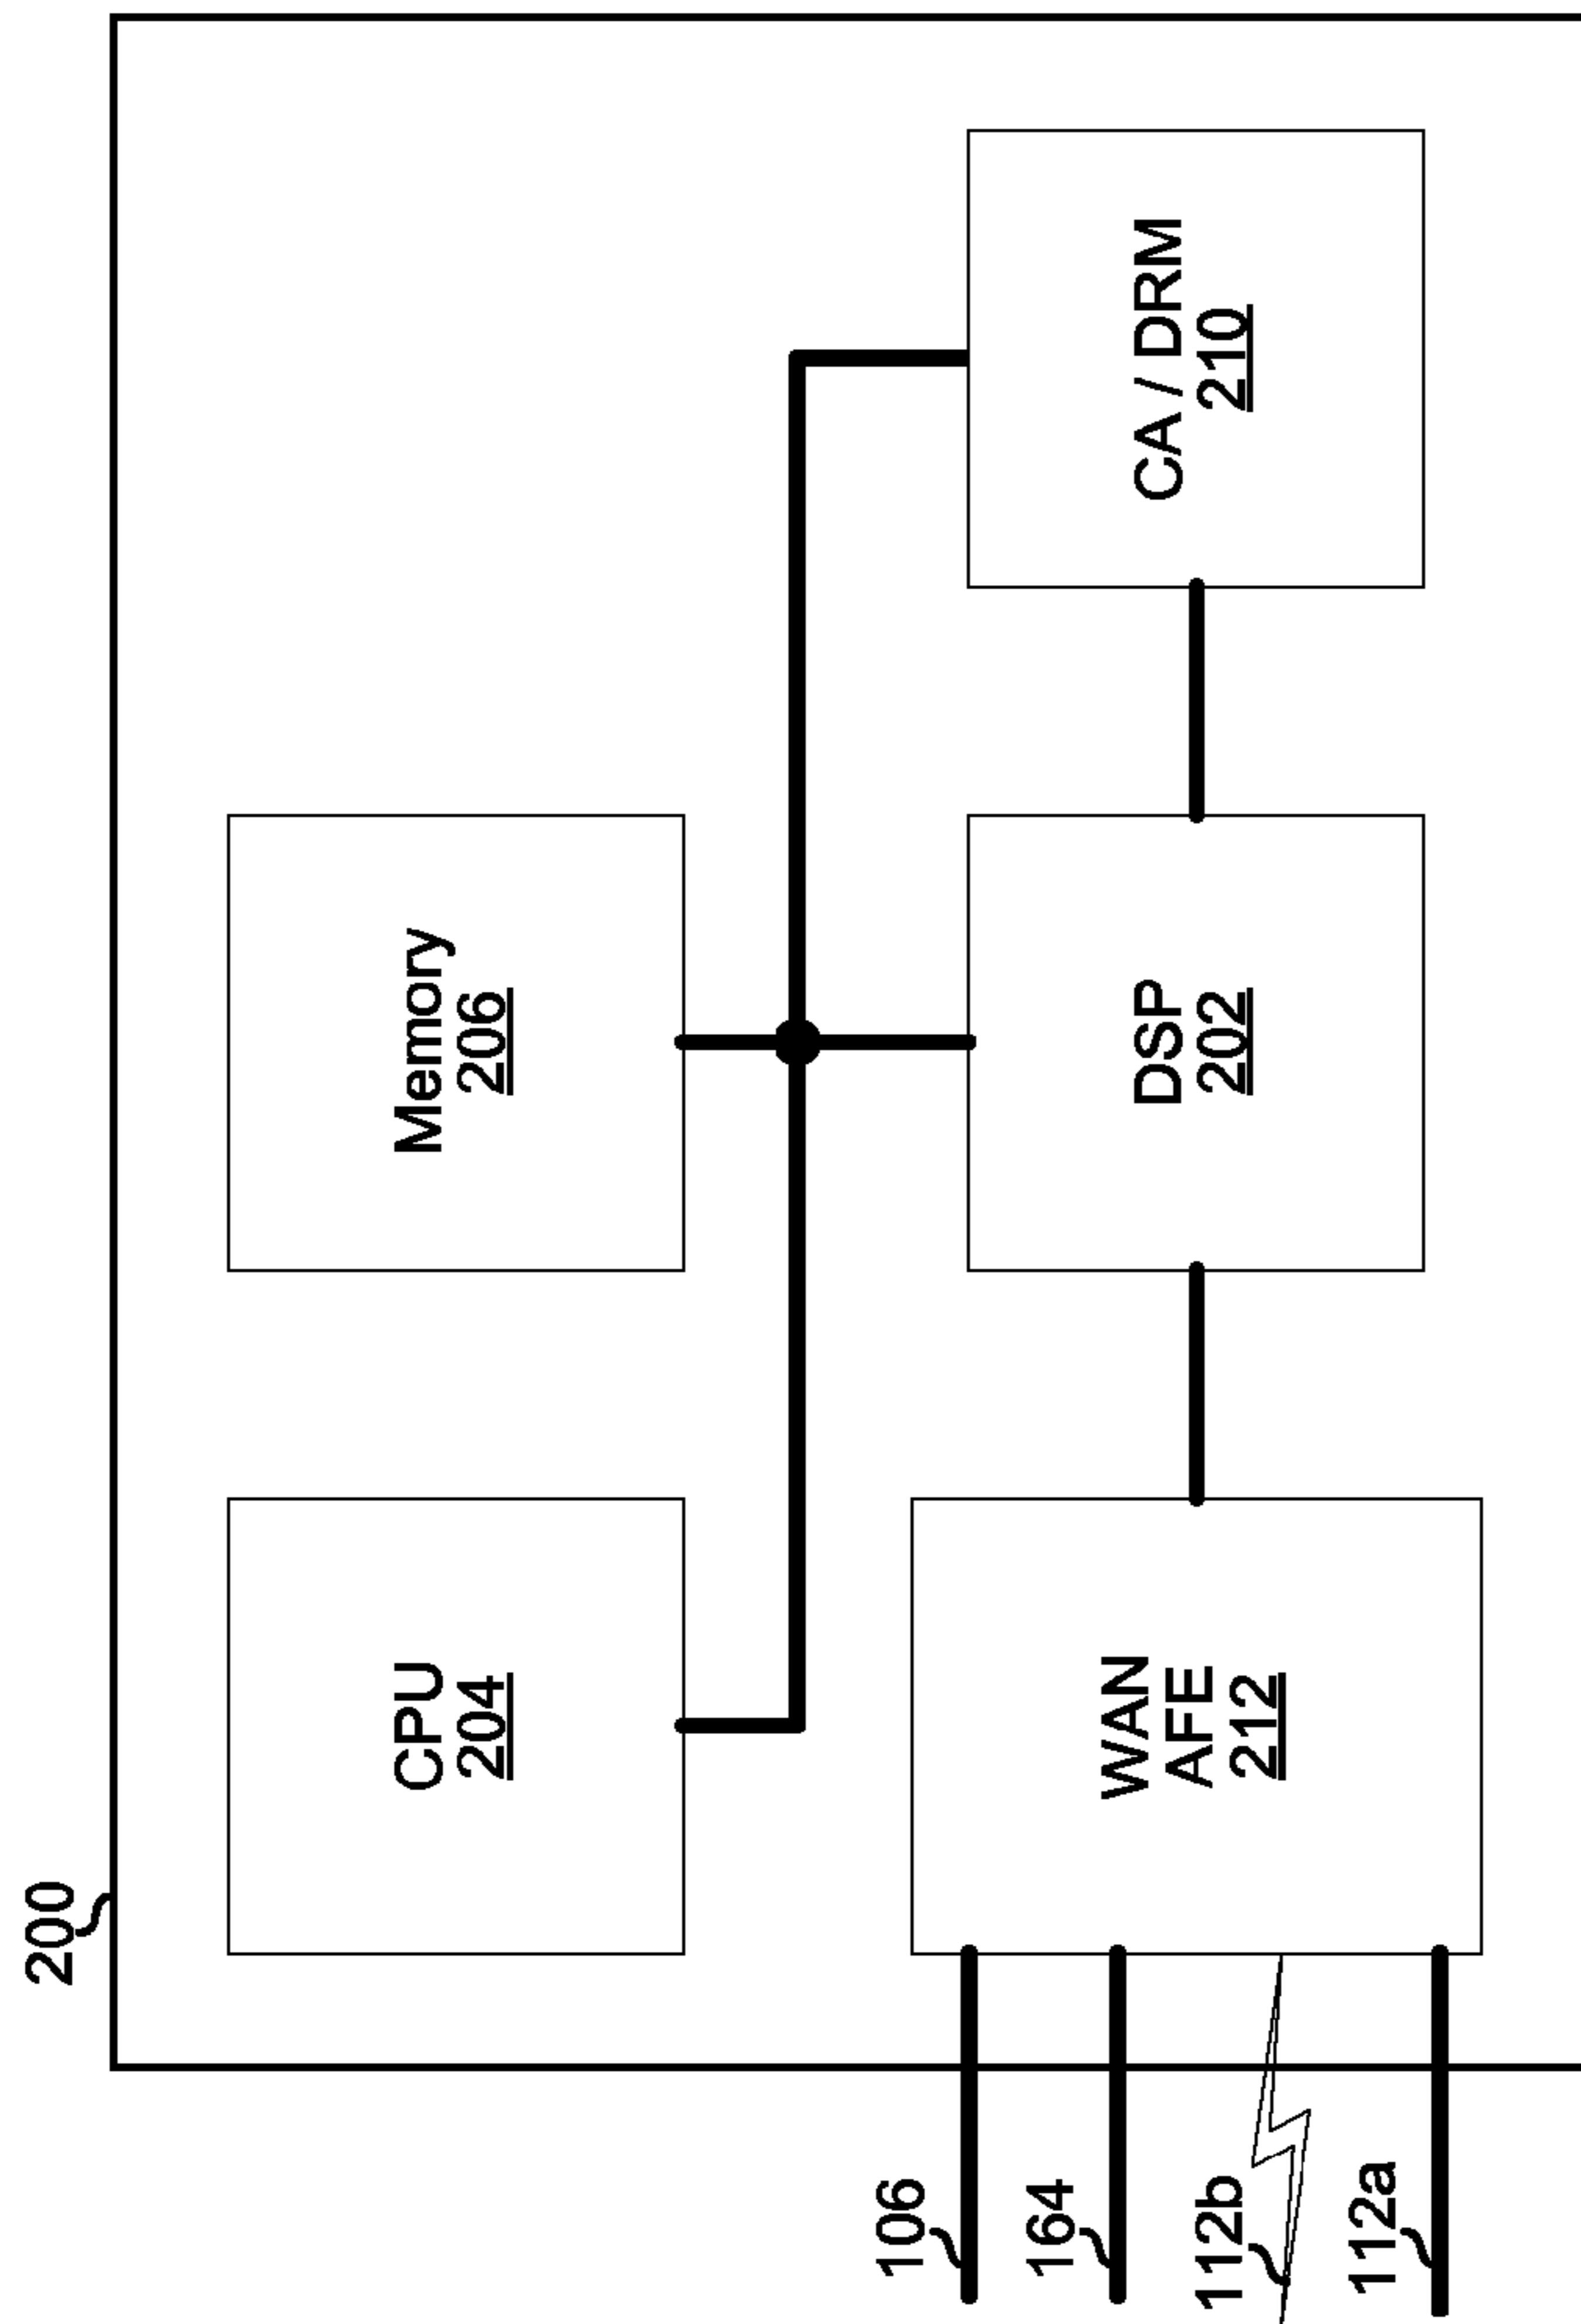 200
CPU
204
Memory
206
106
164
112b
112a
WAN
AFE
212
DSP
202
CA / DRM
210